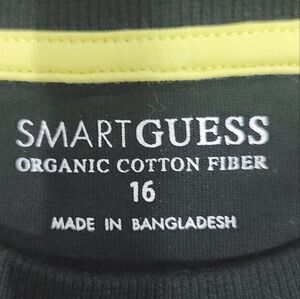 SMARTGUESS
ORGANIC COTTON FIBER
16
MADE IN BANGLADESH